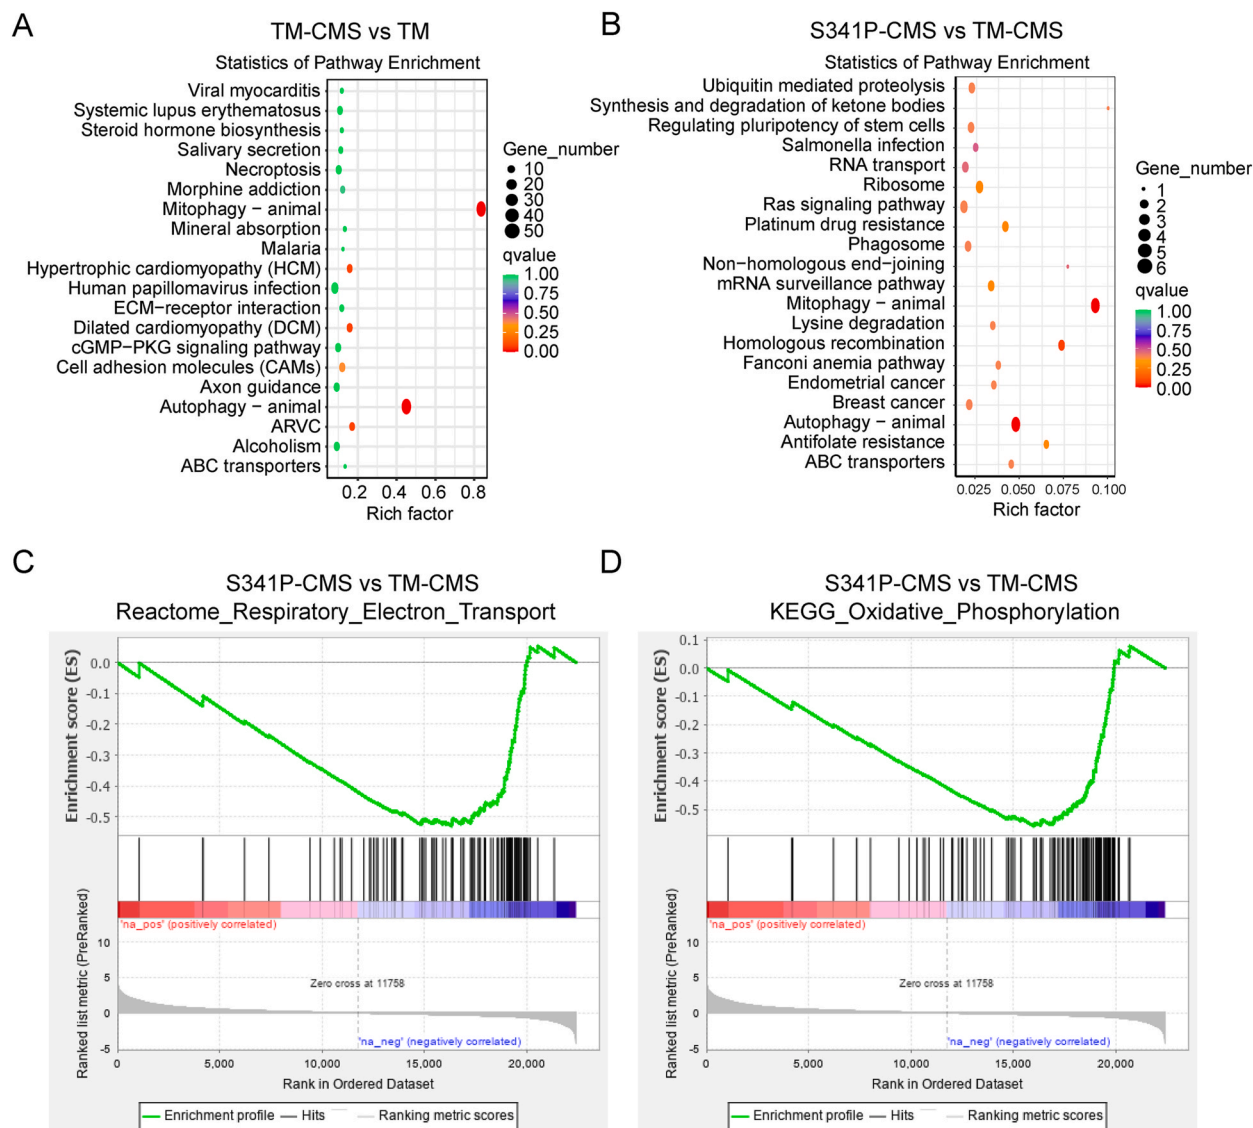 A
TM-CMS vs TM
Statistics of Pathway Enrichment
Viral myocarditis
Systemic lupus erythematosus
Steroid hormone biosynthesis
Salivary secretion
Necroptosis
Morphine addiction
Mitophagy − animal
Mineral absorption
Malaria
Hypertrophic cardiomyopathy (HCM)
Human papillomavirus infection
ECM−receptor interaction
Dilated cardiomyopathy (DCM)
cGMP−PKG signaling pathway
Cell adhesion molecules (CAMs)
Axon guidance
Autophagy − animal
ARVC
Alcoholism
ABC transporters
0.2 0.4 0.6 0.8
Rich factor
Gene_number
10
20
30
40
50
qvalue
1.00
0.75
0.50
0.25
0.00
B
S341P-CMS vs TM-CMS
Statistics of Pathway Enrichment
Ubiquitin mediated proteolysis
Synthesis and degradation of ketone bodies
Regulating pluripotency of stem cells
Salmonella infection
RNA transport
Ribosome
Ras signaling pathway
Platinum drug resistance
Phagosome
Non−homologous end−joining
mRNA surveillance pathway
Mitophagy − animal
Lysine degradation
Homologous recombination
Fanconi anemia pathway
Endometrial cancer
Breast cancer
Autophagy − animal
Antifolate resistance
ABC transporters
0.025 0.050 0.075 0.100
Rich factor
Gene_number
1
2
3
4
5
6
qvalue
1.00
0.75
0.50
0.25
0.00
C
S341P-CMS vs TM-CMS
Reactome_Respiratory_Electron_Transport
Enrichment score (ES)
0.0
-0.1
-0.2
-0.3
-0.4
-0.5
'na_pos' (positively correlated)
Ranked list metric (PreRanked)
10
5
0
-5
Zero cross at 11758
'na_neg' (negatively correlated)
0 5,000 10,000 15,000 20,000
Rank in Ordered Dataset
Enrichment profile Hits Ranking metric scores
D
S341P-CMS vs TM-CMS
KEGG_Oxidative_Phosphorylation
Enrichment score (ES)
0.1
0.0
-0.1
-0.2
-0.3
-0.4
-0.5
'na_pos' (positively correlated)
Ranked list metric (PreRanked)
10
5
0
-5
Zero cross at 11758
'na_neg' (negatively correlated)
0 5,000 10,000 15,000 20,000
Rank in Ordered Dataset
Enrichment profile Hits Ranking metric scores